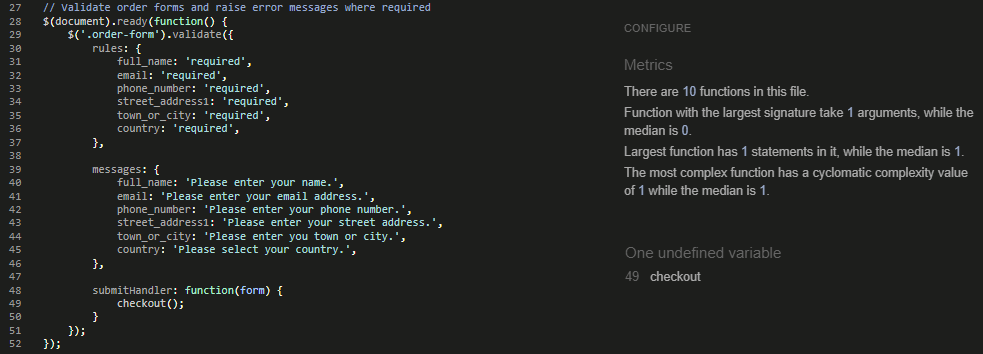 27 // Validate order forms and raise error messages where required
28 $(document).ready(function() {
29     $('.order-form').validate({
30         rules: {
31             full_name: 'required',
32             email: 'required',
33             phone_number: 'required',
34             street_address1: 'required',
35             town_or_city: 'required',
36             country: 'required',
37         },
38
39         messages: {
40             full_name: 'Please enter your name.',
41             email: 'Please enter your email address.',
42             phone_number: 'Please enter your phone number.',
43             street_address1: 'Please enter your street address.',
44             town_or_city: 'Please enter you town or city.',
45             country: 'Please select your country.',
46         },
47
48         submitHandler: function(form) {
49             checkout();
50         }
51     });
52 });
CONFIGURE
Metrics
There are 10 functions in this file.
Function with the largest signature take 1 arguments, while the
median is 0.
Largest function has 1 statements in it, while the median is 1.
The most complex function has a cyclomatic complexity value
of 1 while the median is 1.
One undefined variable
49 checkout